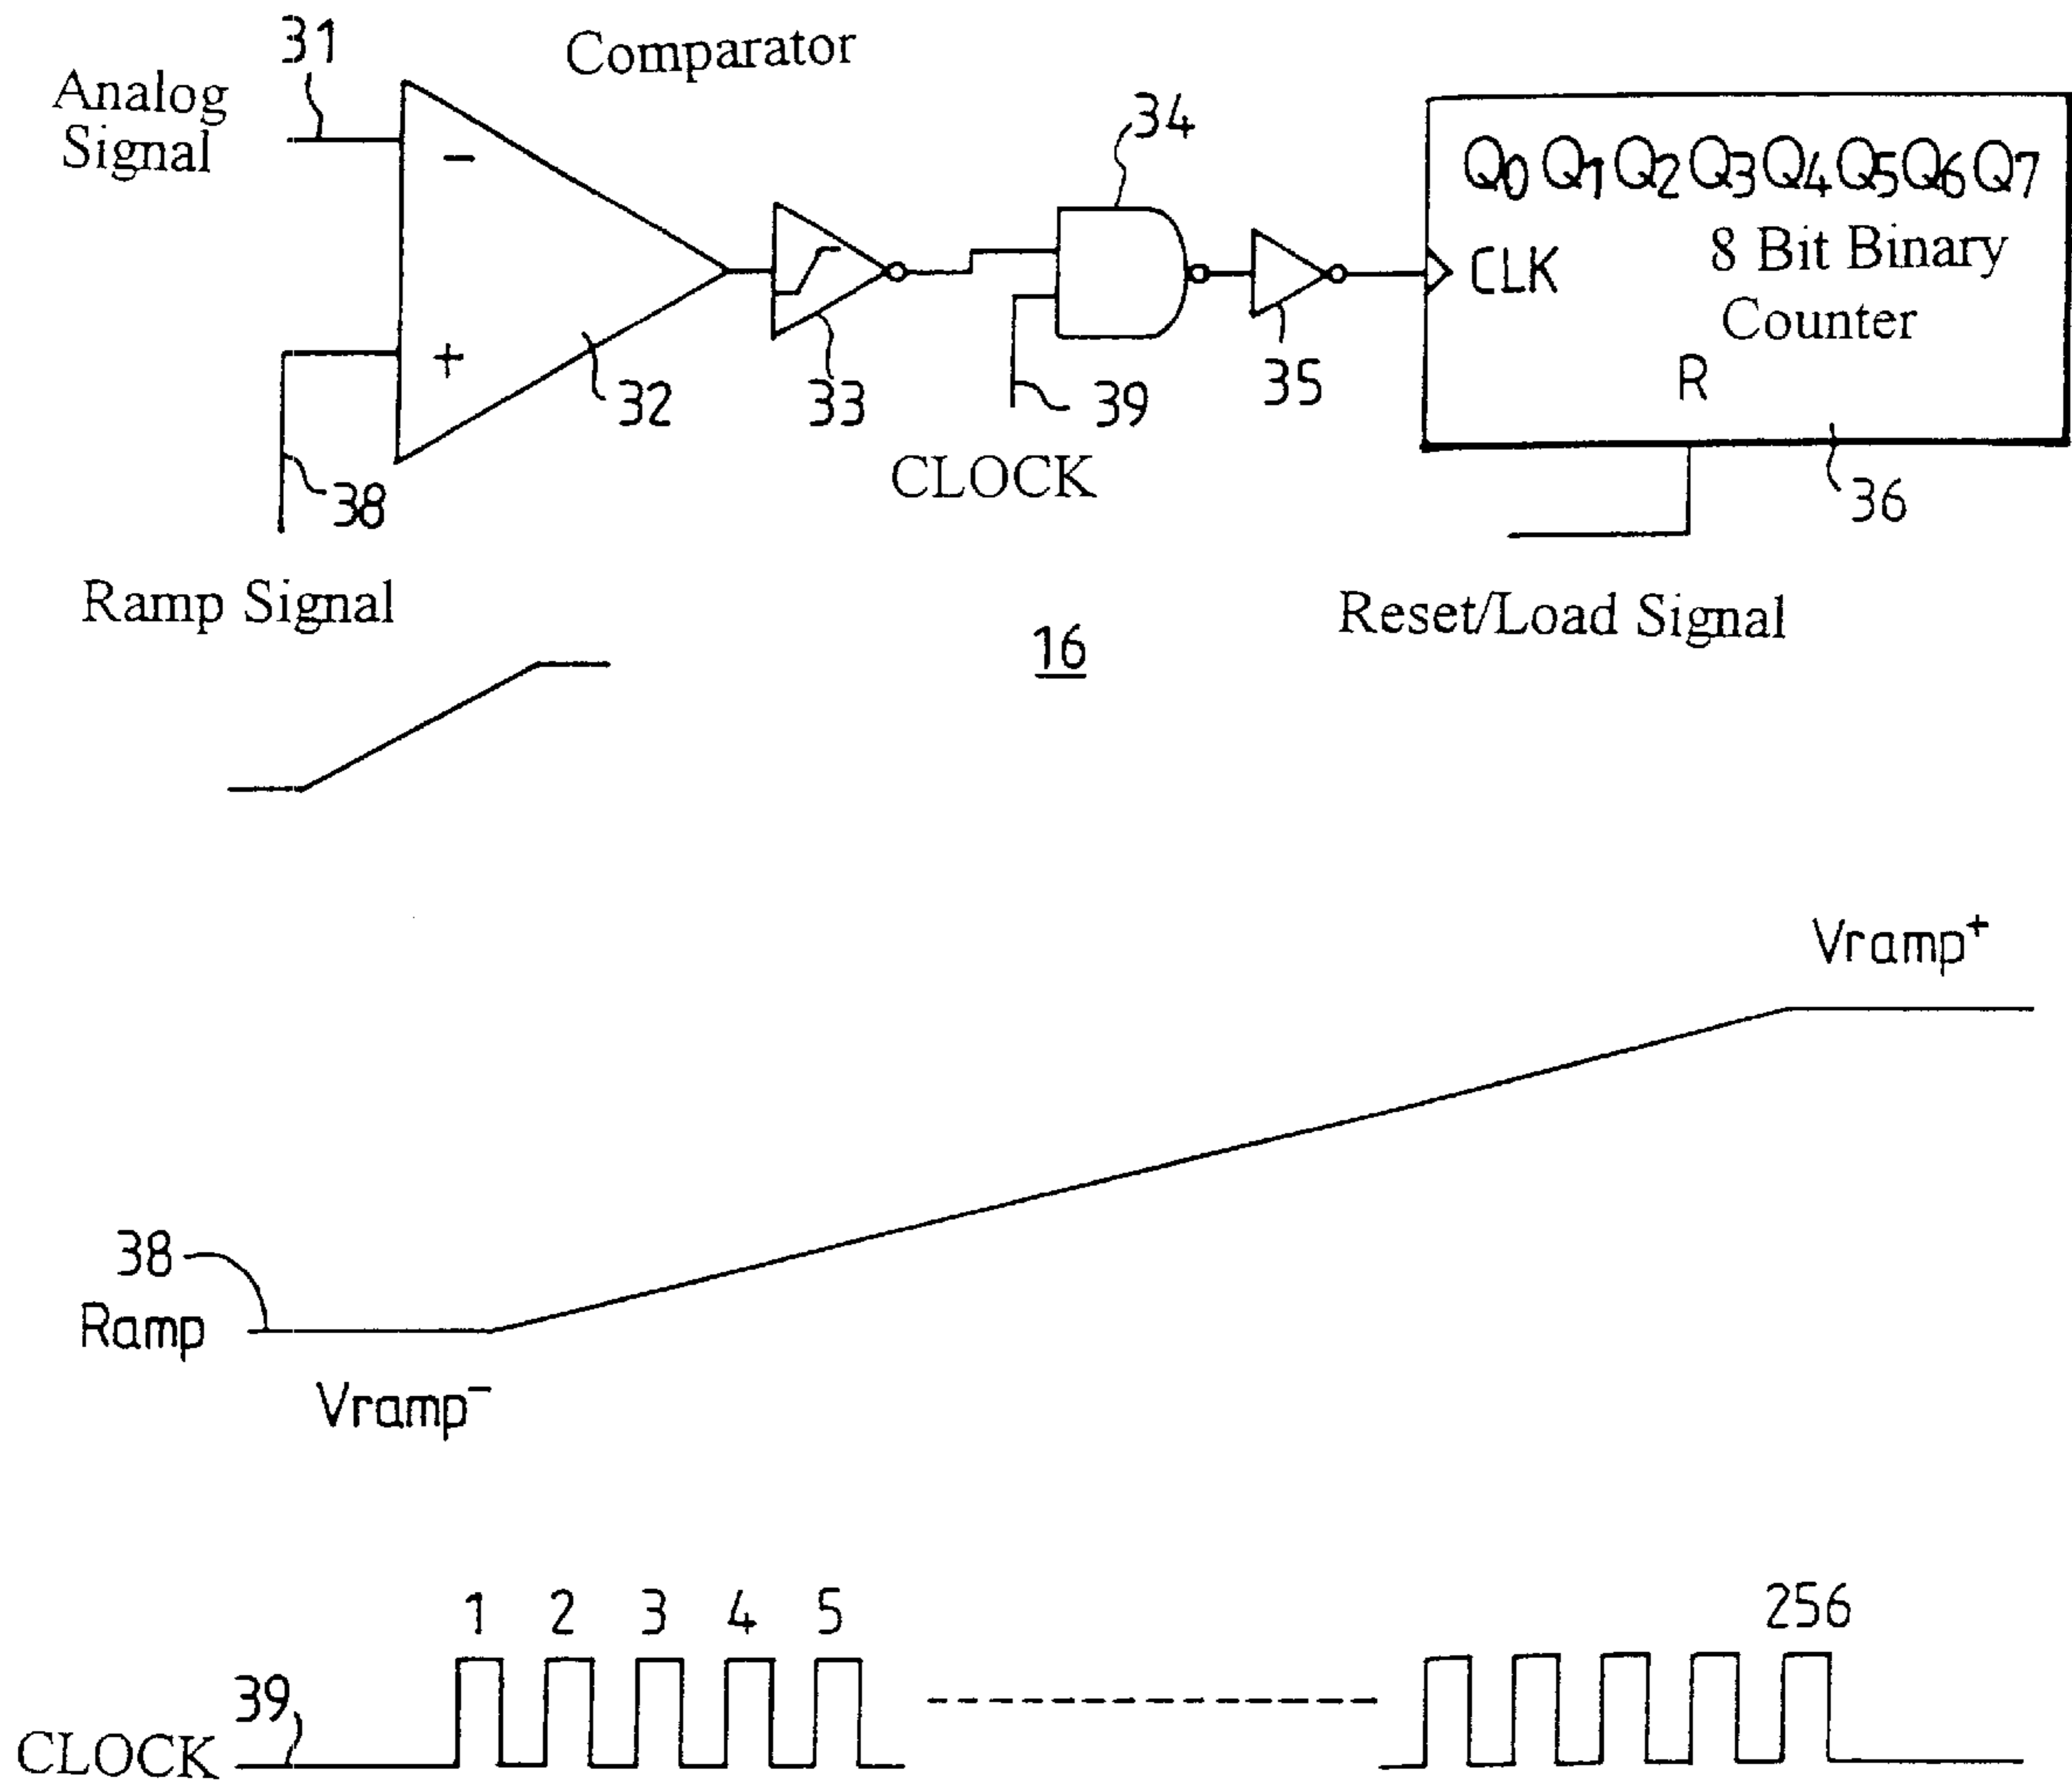 31
Comparator
Analog
Signal
−
34
Q0 Q1 Q2 Q3 Q4 Q5 Q6 Q7
CLK
8 Bit Binary
Counter
+
32
33
39
35
R
CLOCK
38
36
Ramp Signal
Reset/Load Signal
16
Vramp+
38
Ramp
Vramp−
1 2 3 4 5
256
39
CLOCK